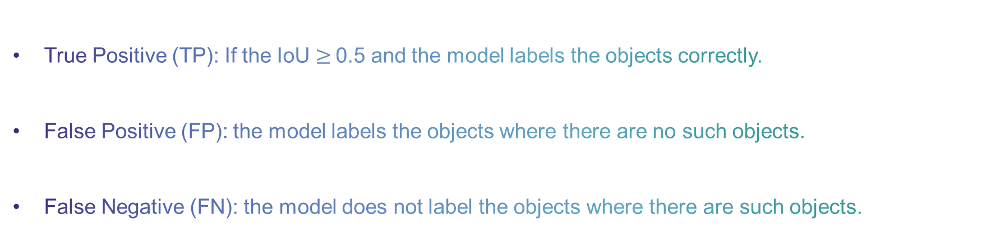 • True Positive (TP): If the IoU ≥ 0.5 and the model labels the objects correctly.
• False Positive (FP): the model labels the objects where there are no such objects.
• False Negative (FN): the model does not label the objects where there are such objects.